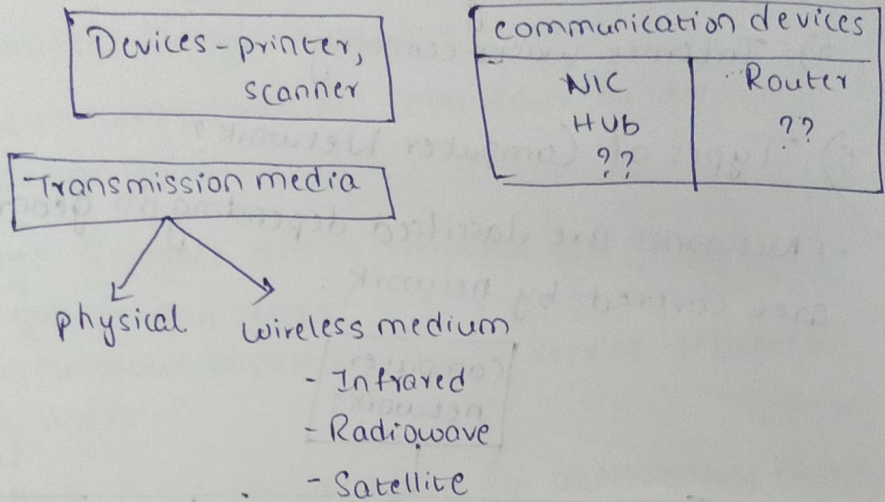 Devices - printer,
scanner
communication devices
NIC
Router
HUb
??
??
Transmission media
physical
wireless medium
- Infrared
- Radiowave
- Satellite